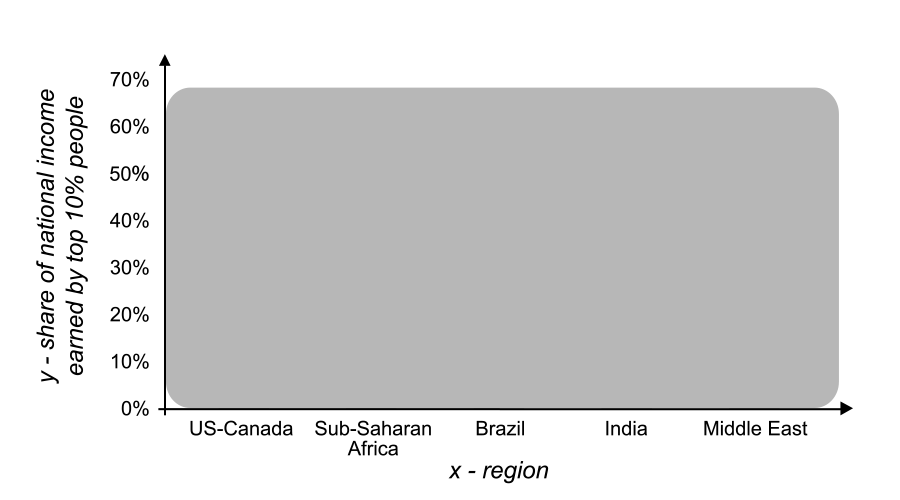 y - share of national income
earned by top 10% people
70%
60%
50%
40%
30%
20%
10%
0%
US-Canada
Sub-Saharan
Africa
Brazil
India
Middle East
x - region